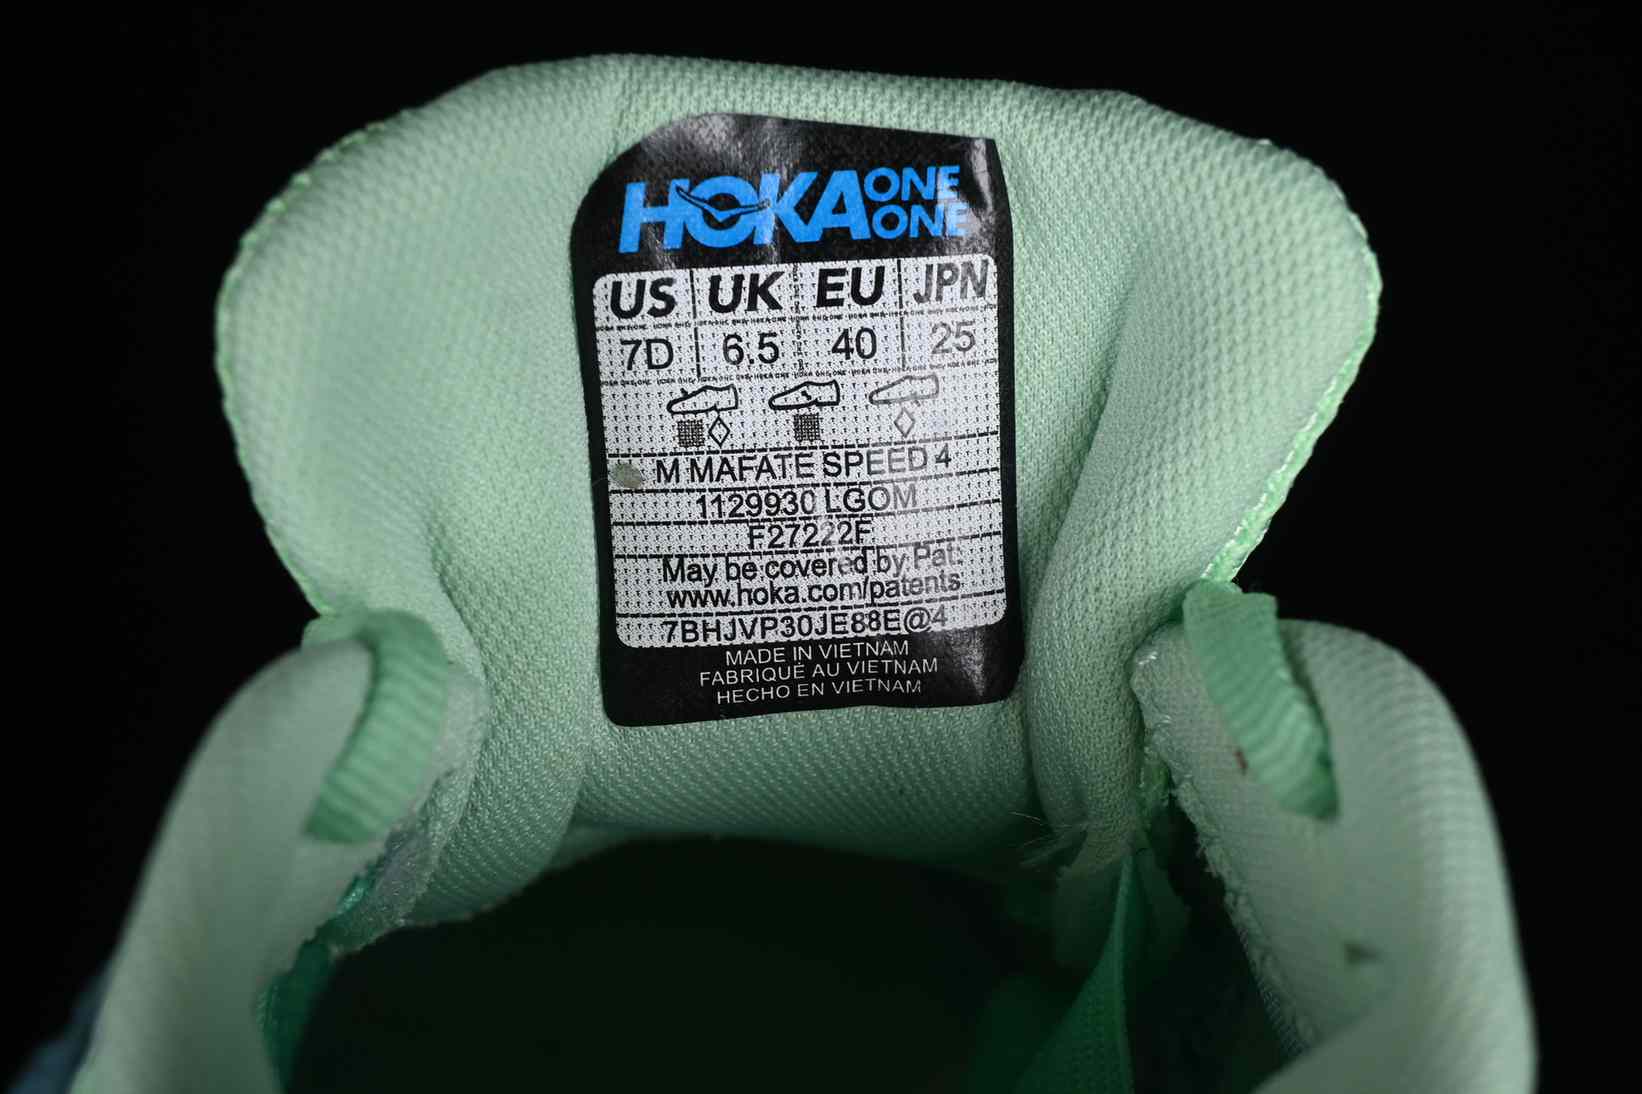 HOKA ONE ONE
US UK EU JPN
7D 6.5 40 25
M MAFATE SPEED 4
1129930 LGOM
F27222F
May be covered by Pat.
www.hoka.com/patents
7BHJVP30JE88E@4
MADE IN VIETNAM
FABRIQUÉ AU VIETNAM
HECHO EN VIETNAM